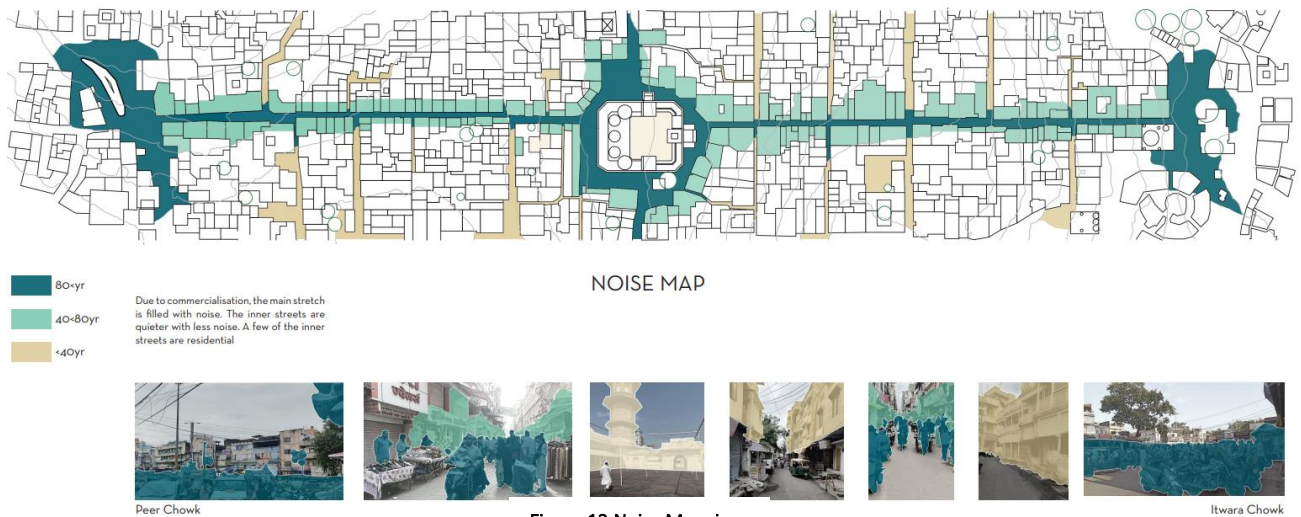 NOISE MAP
80<yr
40<80yr
<40yr
Due to commercialisation, the main stretch
is filled with noise. The inner streets are
quieter with less noise. A few of the inner
streets are residential
Peer Chowk
Itwara Chowk